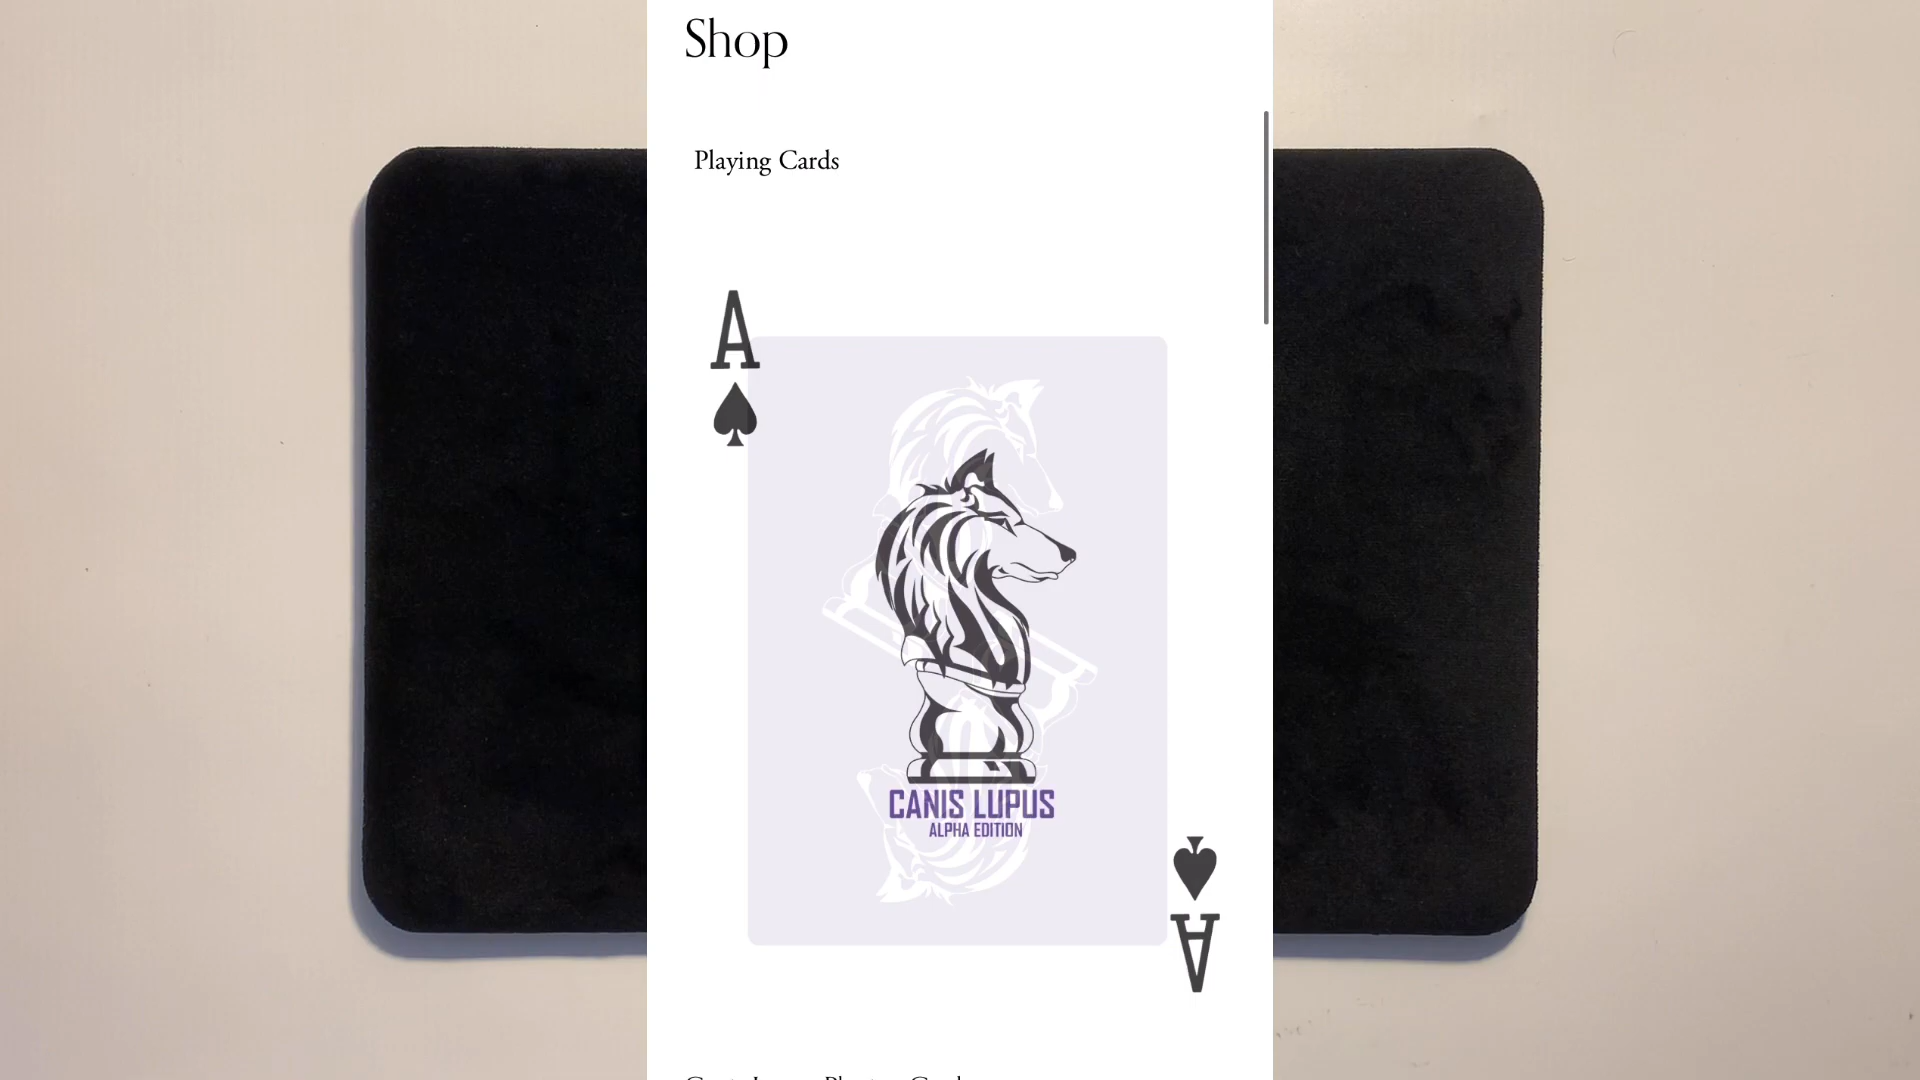 Shop
Playing Cards
A
CANIS LUPUS
ALPHA EDITION
A